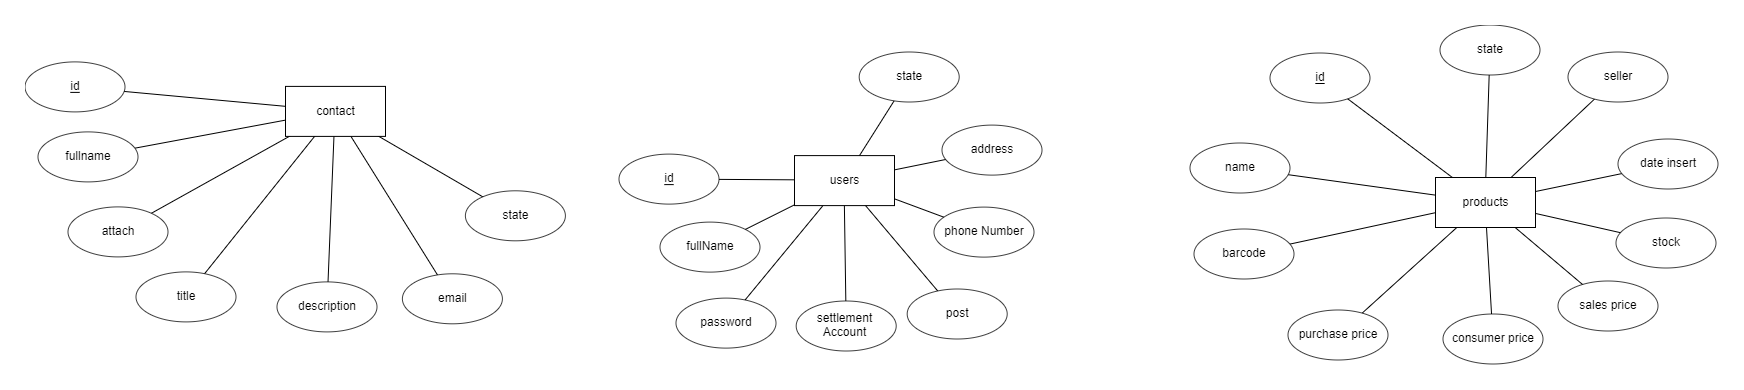 id
contact
fullname
attach
title
description
email
state
state
address
id
users
fullName
phone Number
password
settlement
Account
post
state
id
seller
name
date insert
products
barcode
stock
purchase price
consumer price
sales price